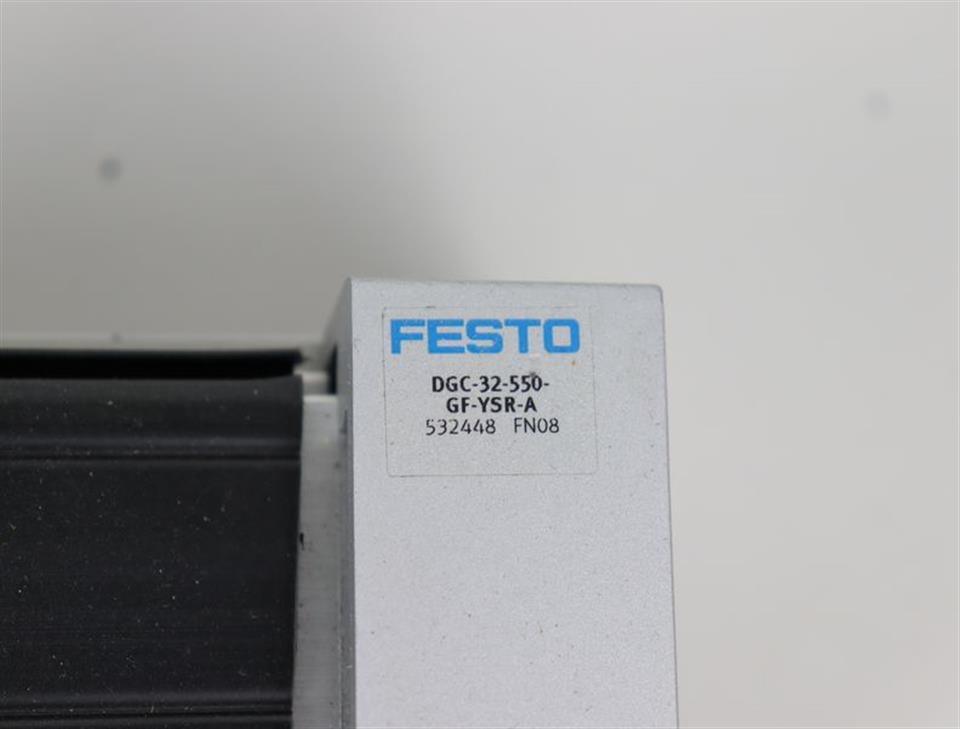 FESTO
DGC-32-550-
GF-YSR-A
532448 FN08